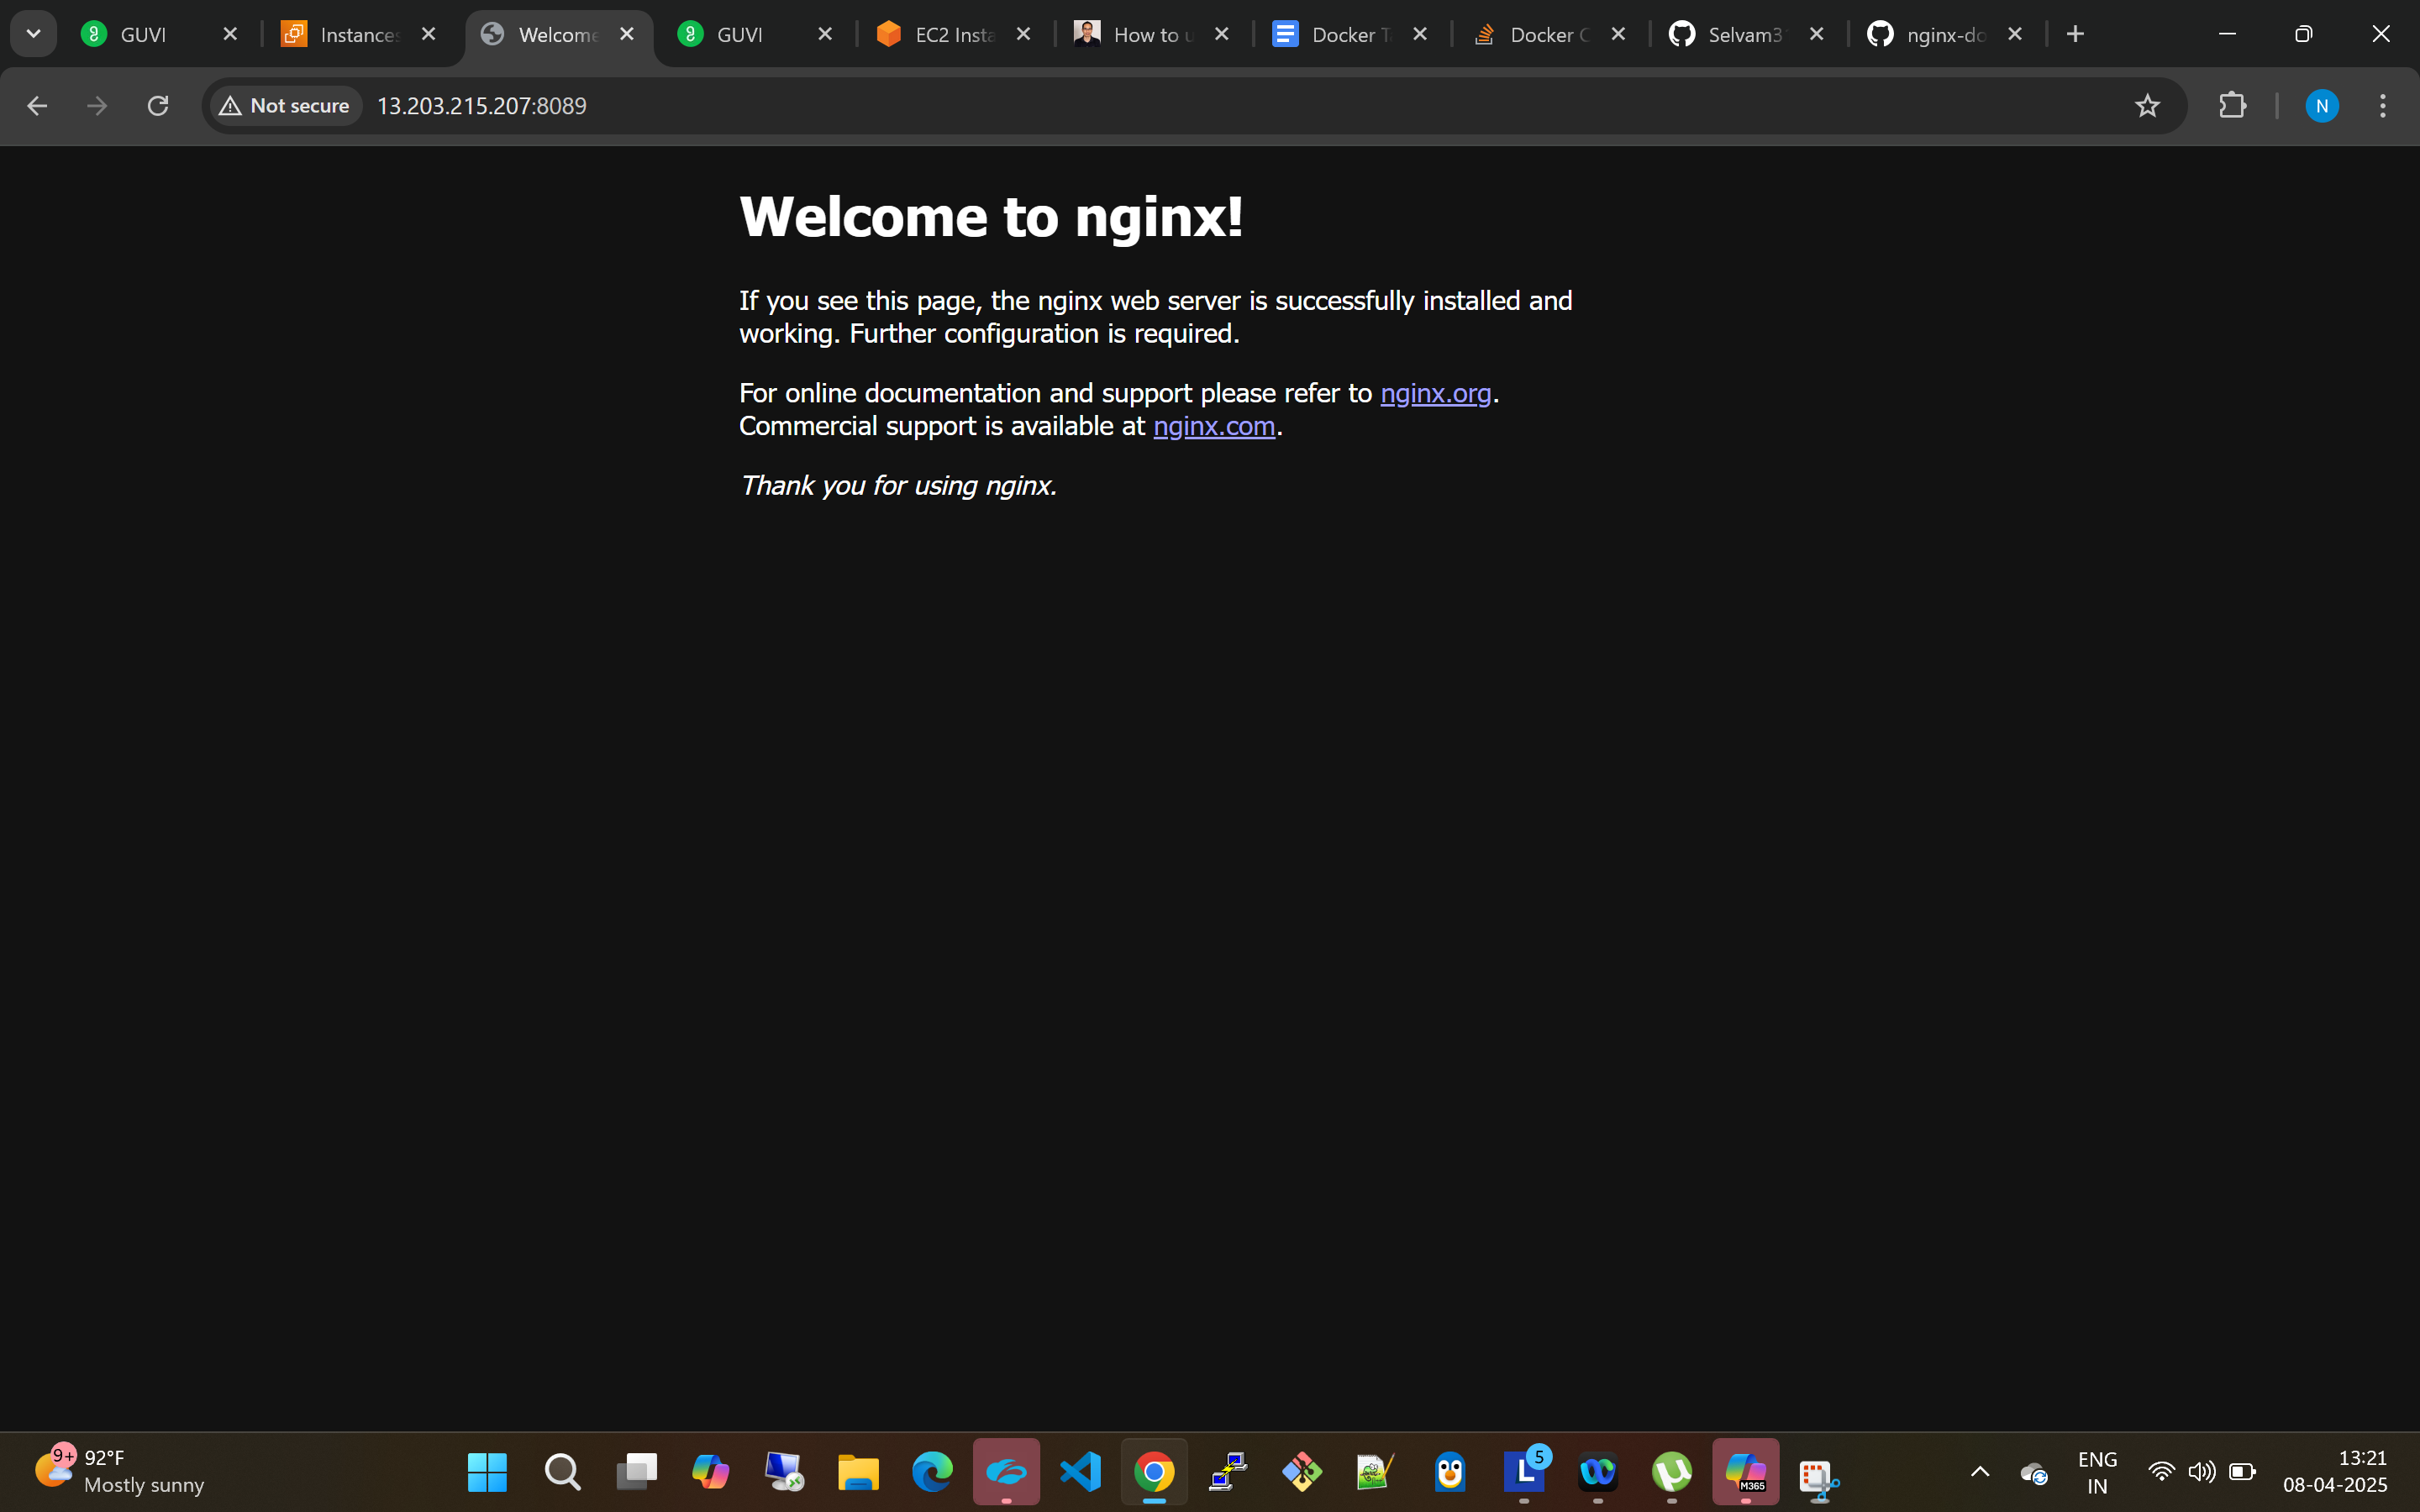 GUVI
Instances
Welcome
GUVI
EC2 Insta
How to u
Docker T
Docker C
Selvam3
nginx-do
Not secure
13.203.215.207:8089
N
Welcome to nginx!
If you see this page, the nginx web server is successfully installed and
working. Further configuration is required.
For online documentation and support please refer to nginx.org.
Commercial support is available at nginx.com.
Thank you for using nginx.
9+
92°F
Mostly sunny
L
5
M365
ENG
IN
13:21
08-04-2025